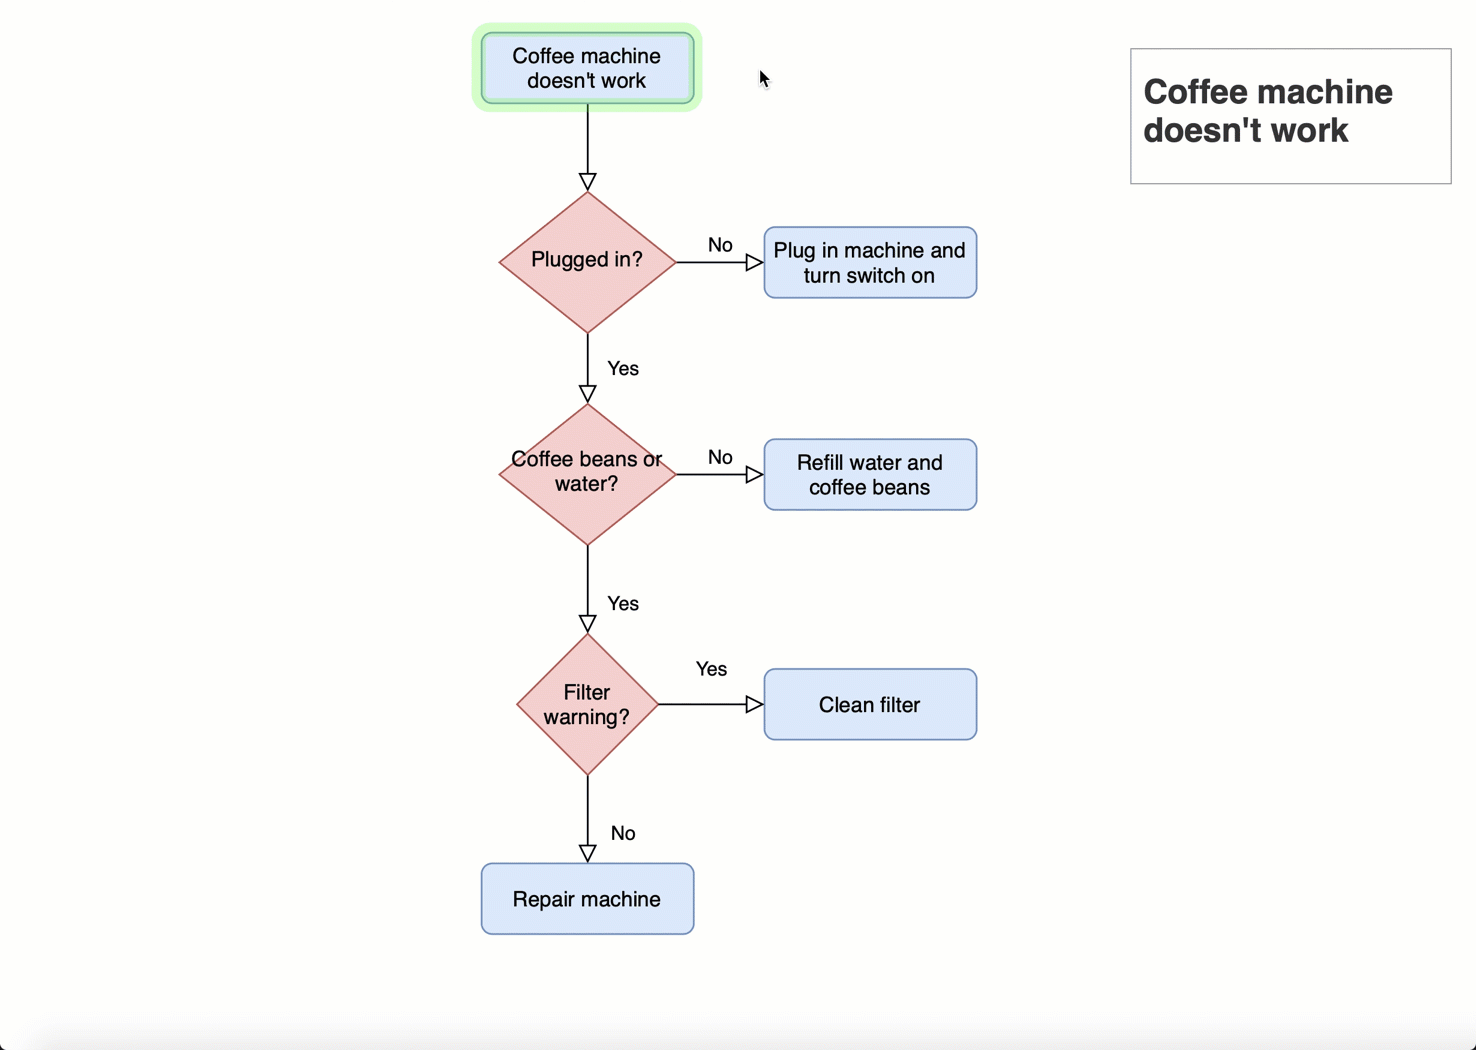 Coffee machine
doesn't work
Coffee machine
doesn't work
Plugged in?
No
Plug in machine and
turn switch on
Yes
Coffee beans or
water?
No
Refill water and
coffee beans
Yes
Filter
warning?
Yes
Clean filter
No
Repair machine